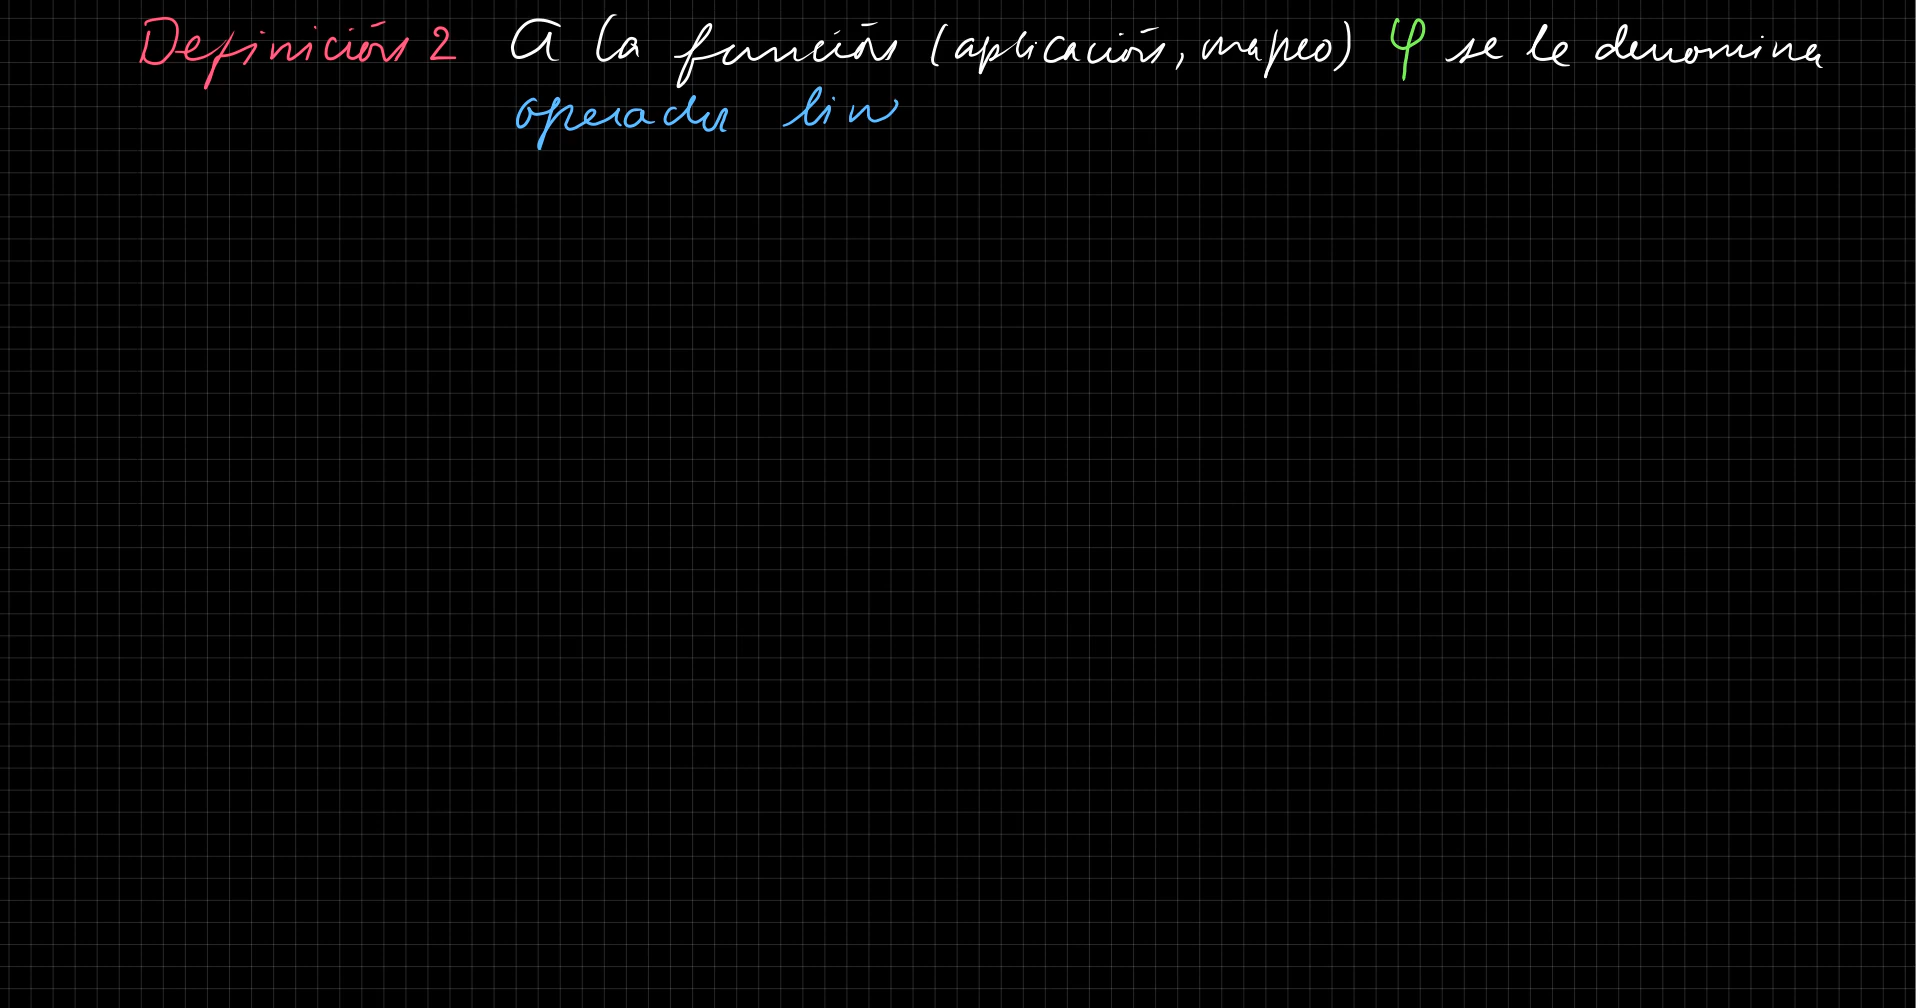 Definición 2 A la función (aplicación, mapeo) φ se le denomina
operador lin